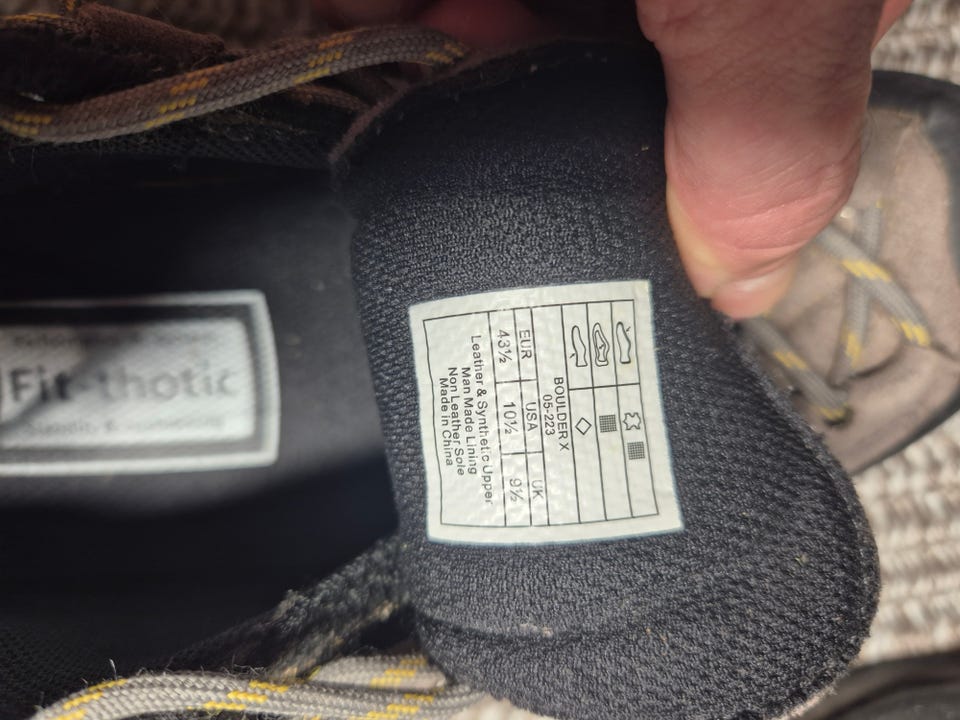 BOULDER X
05-223
EUR USA UK
43½ 10½ 9½
Leather & Synthetic Upper
Man Made Lining
Non Leather Sole
Made in China
Fit-thotic